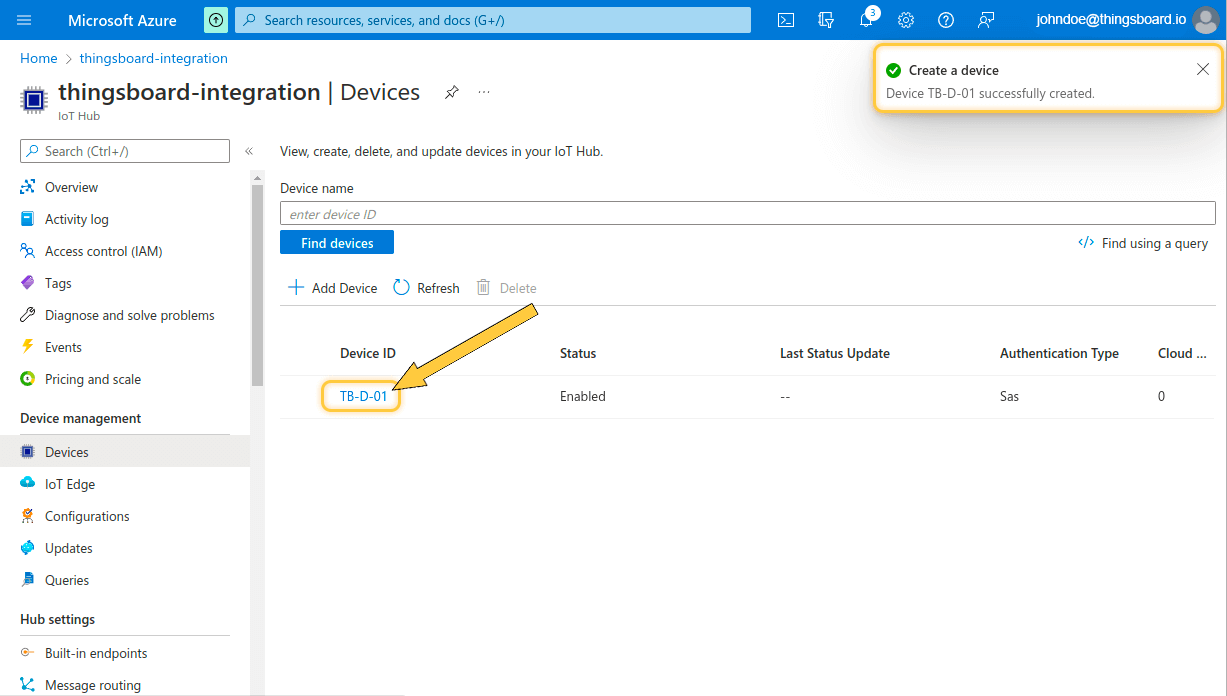 Microsoft Azure
Search resources, services, and docs (G+/)
3
johndoe@thingsboard.io
Home > thingsboard-integration
thingsboard-integration | Devices
...
IoT Hub
Create a device
Device TB-D-01 successfully created.
Search (Ctrl+/)
«
Overview
Activity log
Access control (IAM)
Tags
Diagnose and solve problems
Events
Pricing and scale
Device management
Devices
IoT Edge
Configurations
Updates
Queries
Hub settings
Built-in endpoints
Message routing
View, create, delete, and update devices in your IoT Hub.
Device name
enter device ID
Find devices
</> Find using a query
Add Device Refresh Delete
Device ID Status Last Status Update Authentication Type Cloud ...
TB-D-01 Enabled -- Sas 0